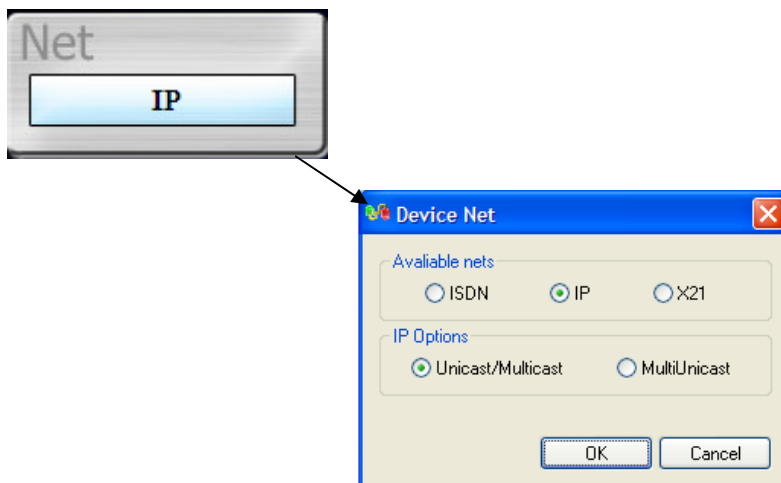 Net
IP
Device Net
Avaliable nets
ISDN IP X21
IP Options
Unicast/Multicast MultiUnicast
OK Cancel